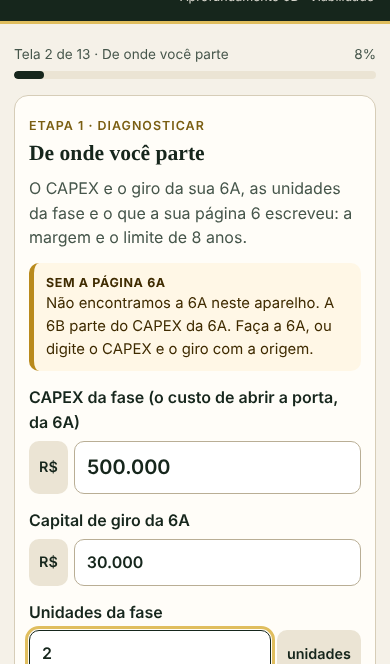 Tela 2 de 13 · De onde você parte
8%
ETAPA 1 · DIAGNOSTICAR
De onde você parte
O CAPEX e o giro da sua 6A, as unidades
da fase e o que a sua página 6 escreveu: a
margem e o limite de 8 anos.
SEM A PÁGINA 6A
Não encontramos a 6A neste aparelho. A
6B parte do CAPEX da 6A. Faça a 6A, ou
digite o CAPEX e o giro com a origem.
CAPEX da fase (o custo de abrir a porta,
da 6A)
R$ 500.000
Capital de giro da 6A
R$ 30.000
Unidades da fase
2 unidades